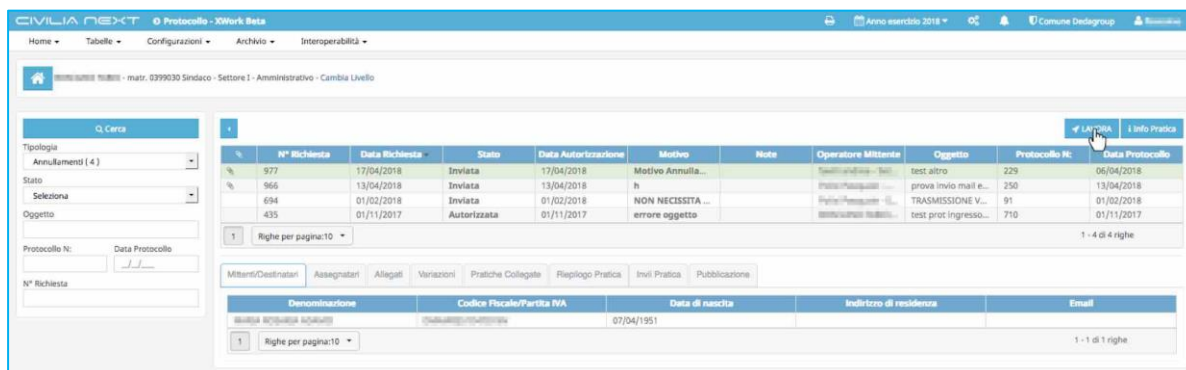 CIVILIA NEXT Protocollo - XWork Beta Anno esercizio 2018 Comune Dedagroup
Home Tabelle Configurazioni Archivio Interoperabilità
- matr. 0399030 Sindaco - Settore I - Amministrativo - Cambia Livello
Cerca
Tipologia
Annullamenti ( 4 )
Stato
Seleziona
Oggetto
Protocollo N: Data Protocollo
_/_/__
N° Richiesta
LAVORA Info Pratica
N° Richiesta Data Richiesta Stato Data Autorizzazione Motivo Note Operatore Mittente Oggetto Protocollo N: Data Protocollo
977 17/04/2018 Inviata 17/04/2018 Motivo Annulla... test altro 229 06/04/2018
966 13/04/2018 Inviata 13/04/2018 h prova invio mail e... 250 13/04/2018
694 01/02/2018 Inviata 01/02/2018 NON NECISSITA ... TRASMISSIONE V... 91 01/02/2018
435 01/11/2017 Autorizzata 01/11/2017 errore oggetto test prot ingresso... 710 01/11/2017
1 Righe per pagina:10 1 - 4 di 4 righe
Mittenti/Destinatari Assegnatari Allegati Variazioni Pratiche Collegate Riepilogo Pratica Invii Pratica Pubblicazione
Denominazione Codice Fiscale/Partita IVA Data di nascita Indirizzo di residenza Email
07/04/1951
1 Righe per pagina:10 1 - 1 di 1 righe